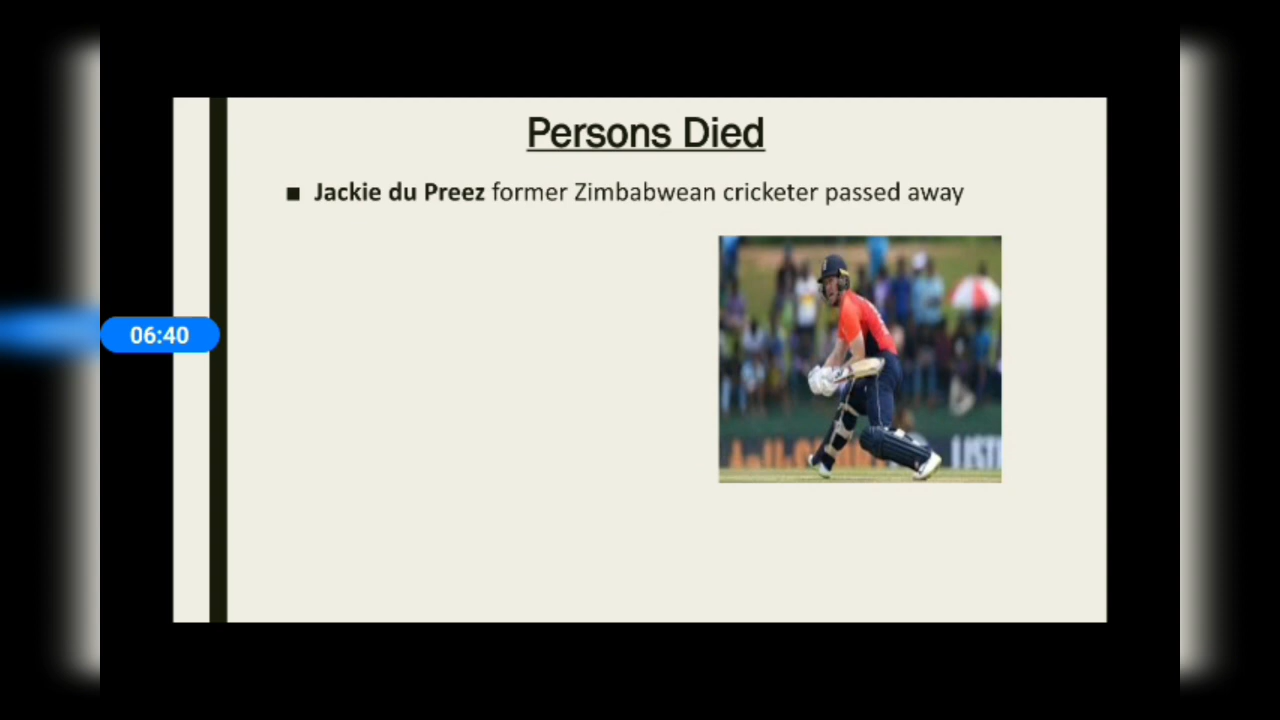 Persons Died
■ Jackie du Preez former Zimbabwean cricketer passed away
06:40